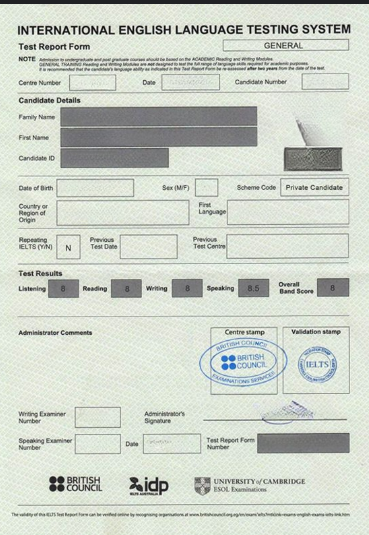 INTERNATIONAL ENGLISH LANGUAGE TESTING SYSTEM
Test Report Form
GENERAL
NOTE Admission to undergraduate and post graduate courses should be based on the ACADEMIC Reading and Writing Modules.
GENERAL TRAINING Reading and Writing Modules are not designed to test the full range of language skills required for academic purposes.
It is recommended that the candidate's language ability as indicated in this Test Report Form be re-assessed after two years from the date of the test.
Centre Number Date Candidate Number
Candidate Details
Family Name
First Name
Candidate ID
Date of Birth Sex (M/F) Scheme Code Private Candidate
Country or Region of Origin First Language
Repeating IELTS (Y/N) N Previous Test Date Previous Test Centre
Test Results
Listening 8 Reading 8 Writing 8 Speaking 8.5 Overall Band Score 8
Administrator Comments
Centre stamp
Validation stamp
BRITISH COUNCIL
BRITISH COUNCIL
EXAMINATIONS SERVICES
IELTS
Writing Examiner Number
Administrator's Signature
Speaking Examiner Number
Date
Test Report Form Number
BRITISH COUNCIL
idp
IELTS AUSTRALIA
UNIVERSITY of CAMBRIDGE
ESOL Examinations
The validity of this IELTS Test Report Form can be verified online by recognising organisations at